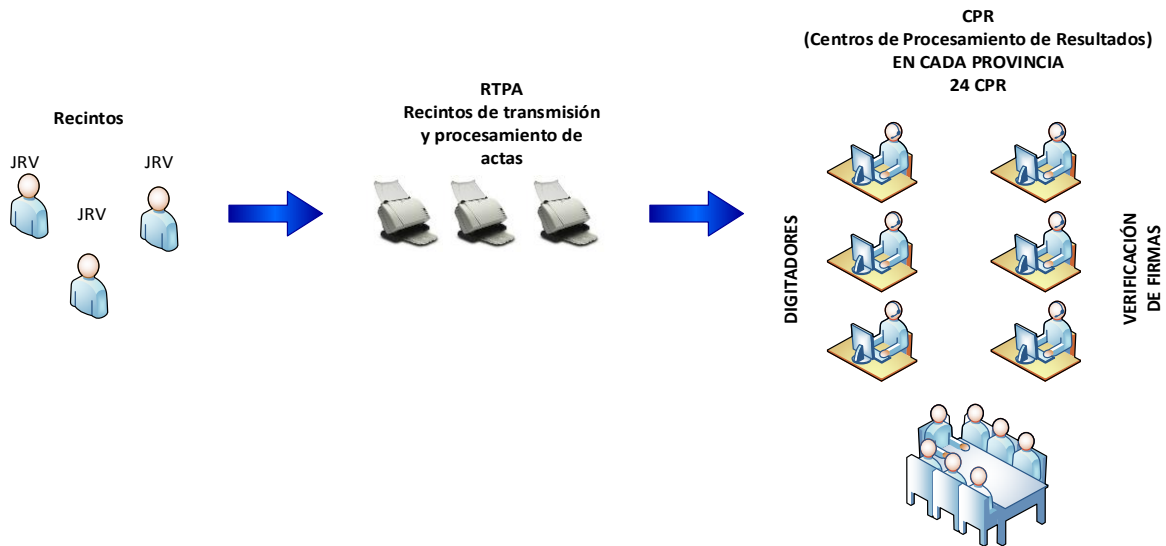 Recintos
JRV
JRV
JRV
RTPA
Recintos de transmisión
y procesamiento de
actas
CPR
(Centros de Procesamiento de Resultados)
EN CADA PROVINCIA
24 CPR
DIGITADORES
VERIFICACIÓN
DE FIRMAS